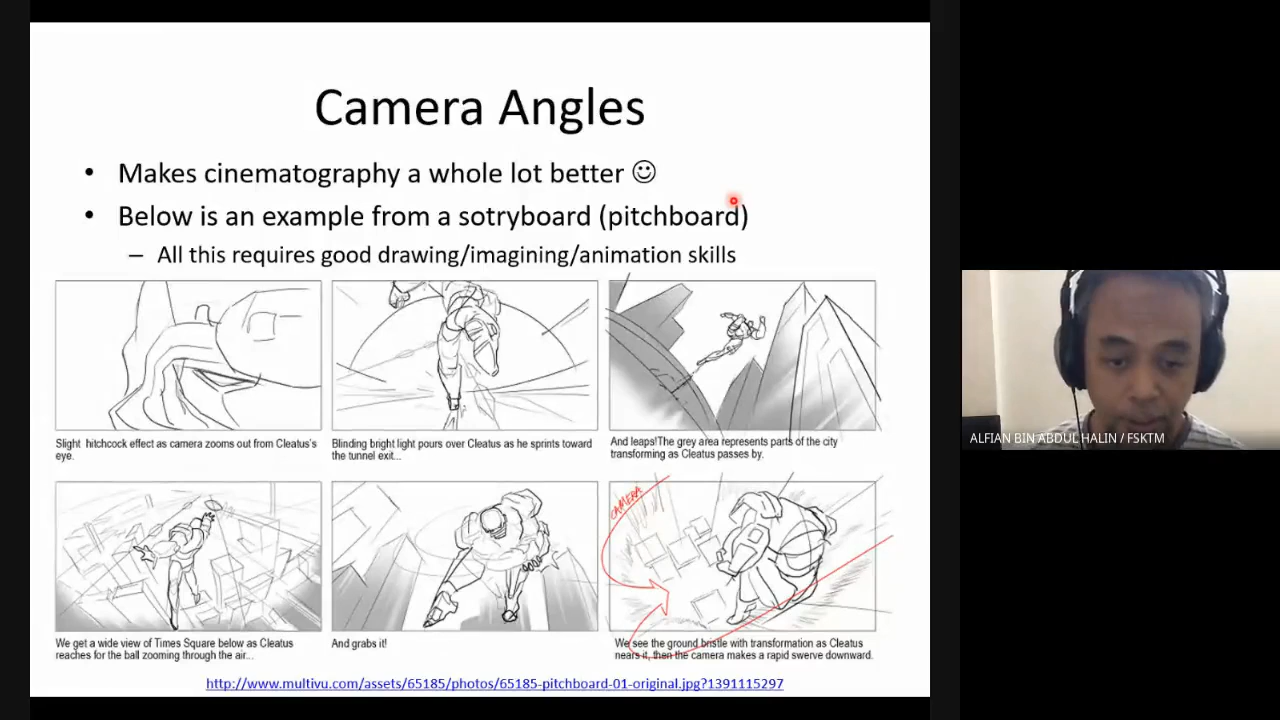 Camera Angles
• Makes cinematography a whole lot better ☺
• Below is an example from a sotryboard (pitchboard)
– All this requires good drawing/imagining/animation skills
Slight hitchcock effect as camera zooms out from Cleatus's
eye.
Blinding bright light pours over Cleatus as he sprints toward
the tunnel exit...
And leaps!The grey area represents parts of the city
transforming as Cleatus passes by.
ALFIAN BIN ABDUL HALIN / FSKTM
CAMERA
We get a wide view of Times Square below as Cleatus
reaches for the ball zooming through the air...
And grabs it!
We see the ground bristle with transformation as Cleatus
nears it, then the camera makes a rapid swerve downward.
http://www.multivu.com/assets/65185/photos/65185-pitchboard-01-original.jpg?1391115297